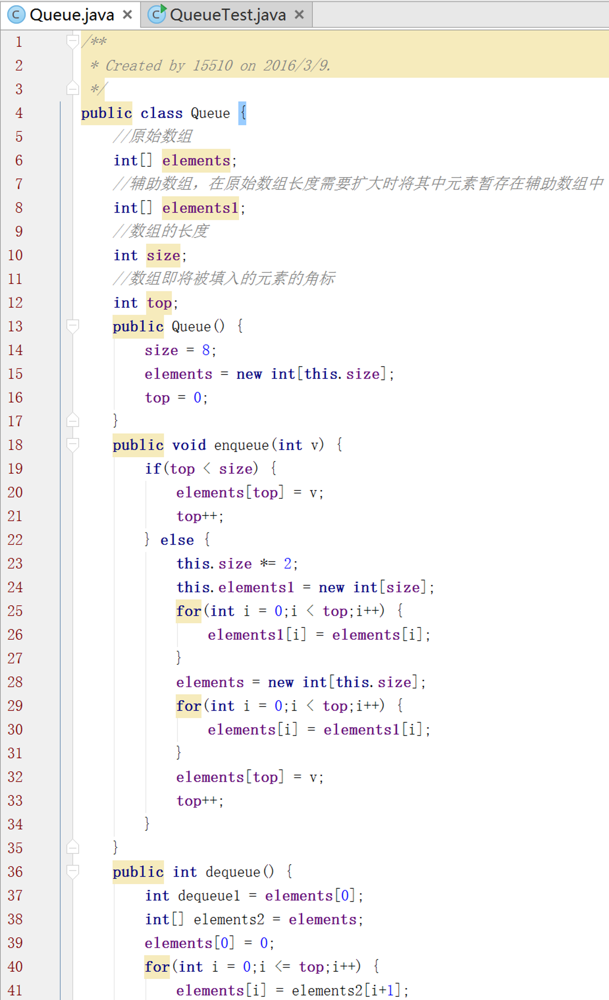 Queue.java
QueueTest.java
1 /**
2 * Created by 15510 on 2016/3/9.
3 */
4 public class Queue {
5 //原始数组
6 int[] elements;
7 //辅助数组，在原始数组长度需要扩大时将其中元素暂存在辅助数组中
8 int[] elements1;
9 //数组的长度
10 int size;
11 //数组即将被填入的元素的角标
12 int top;
13 public Queue() {
14 size = 8;
15 elements = new int[this.size];
16 top = 0;
17 }
18 public void enqueue(int v) {
19 if(top < size) {
20 elements[top] = v;
21 top++;
22 } else {
23 this.size *= 2;
24 this.elements1 = new int[size];
25 for(int i = 0;i < top;i++) {
26 elements1[i] = elements[i];
27 }
28 elements = new int[this.size];
29 for(int i = 0;i < top;i++) {
30 elements[i] = elements1[i];
31 }
32 elements[top] = v;
33 top++;
34 }
35 }
36 public int dequeue() {
37 int dequeue1 = elements[0];
38 int[] elements2 = elements;
39 elements[0] = 0;
40 for(int i = 0;i <= top;i++) {
41 elements[i] = elements2[i+1];